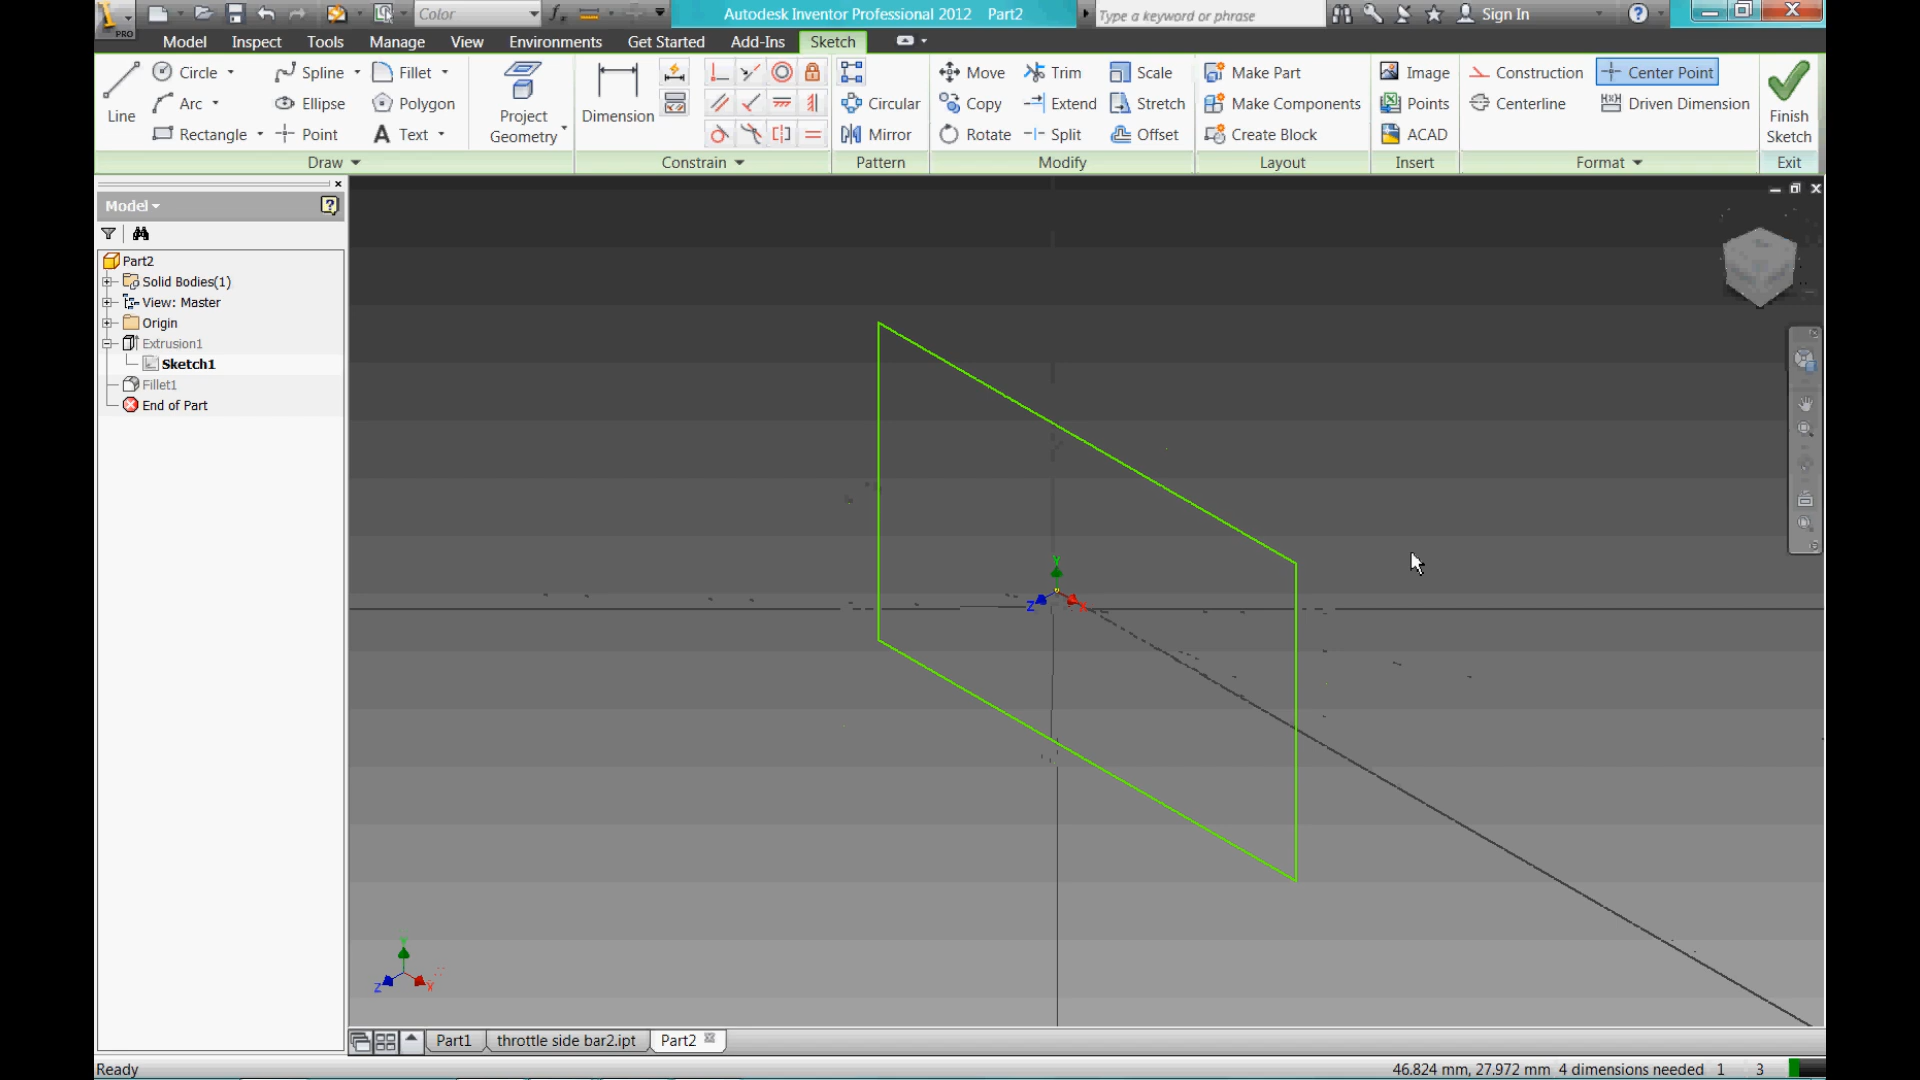 PRO
Color
Autodesk Inventor Professional 2012 Part2
Type a keyword or phrase
Sign In
Model Inspect Tools Manage View Environments Get Started Add-Ins Sketch
Line
Circle
Arc
Rectangle
Spline
Ellipse
Point
Fillet
Polygon
Text
Project Geometry
Dimension
Circular
Mirror
Move
Copy
Rotate
Trim
Extend
Split
Scale
Stretch
Offset
Make Part
Make Components
Create Block
Image
Points
ACAD
Construction
Centerline
Center Point
Driven Dimension
Finish Sketch
Draw Constrain Pattern Modify Layout Insert Format Exit
Model
Part2
Solid Bodies(1)
View: Master
Origin
Extrusion1
Sketch1
Fillet1
End of Part
Y
Z X
Y
Z X
Part1 throttle side bar2.ipt Part2
Ready
46.824 mm, 27.972 mm 4 dimensions needed 1 3